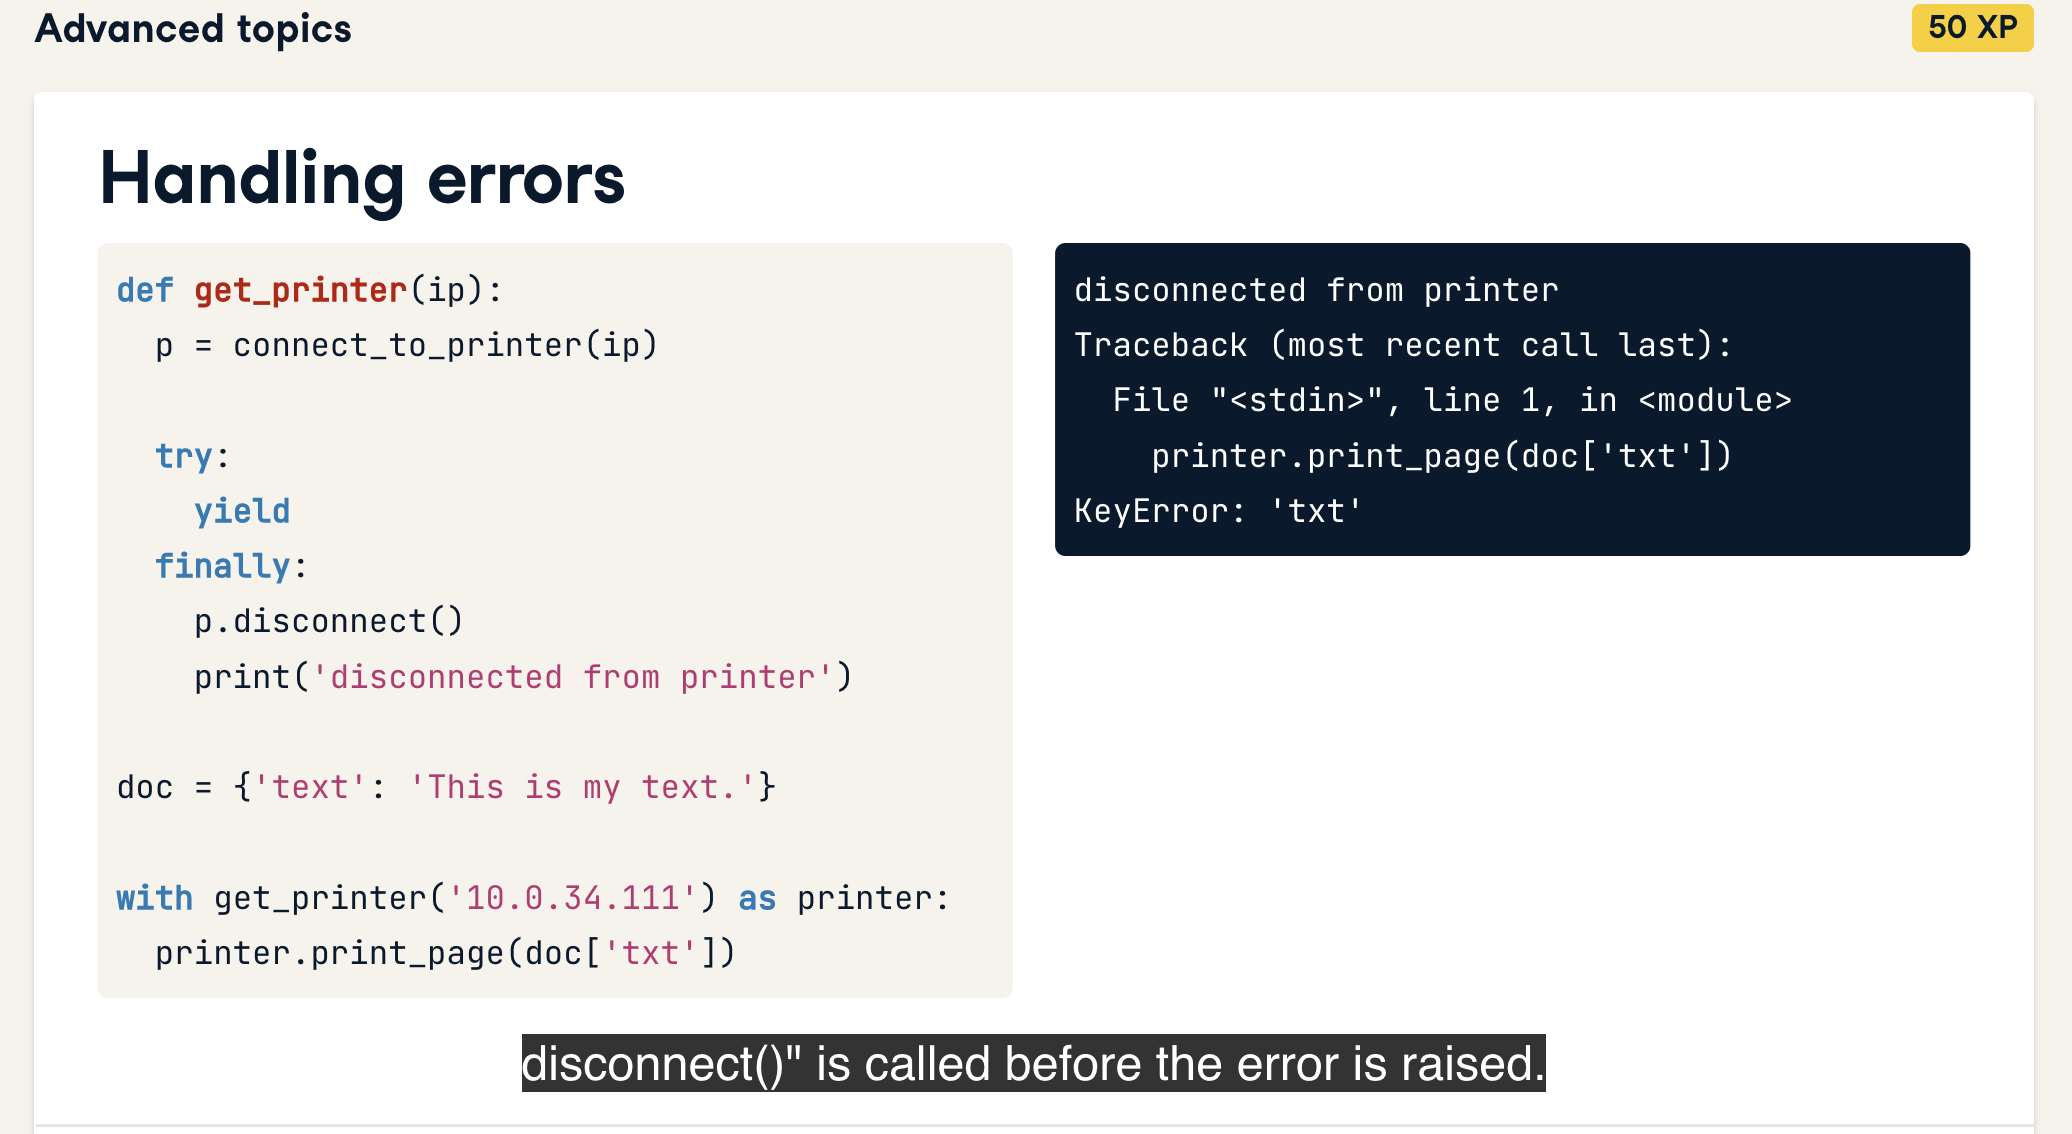 Advanced topics
50 XP
Handling errors
def get_printer(ip):
  p = connect_to_printer(ip)

  try:
    yield
  finally:
    p.disconnect()
    print('disconnected from printer')

doc = {'text': 'This is my text.'}

with get_printer('10.0.34.111') as printer:
  printer.print_page(doc['txt'])
disconnected from printer
Traceback (most recent call last):
  File "<stdin>", line 1, in <module>
    printer.print_page(doc['txt'])
KeyError: 'txt'
disconnect()" is called before the error is raised.